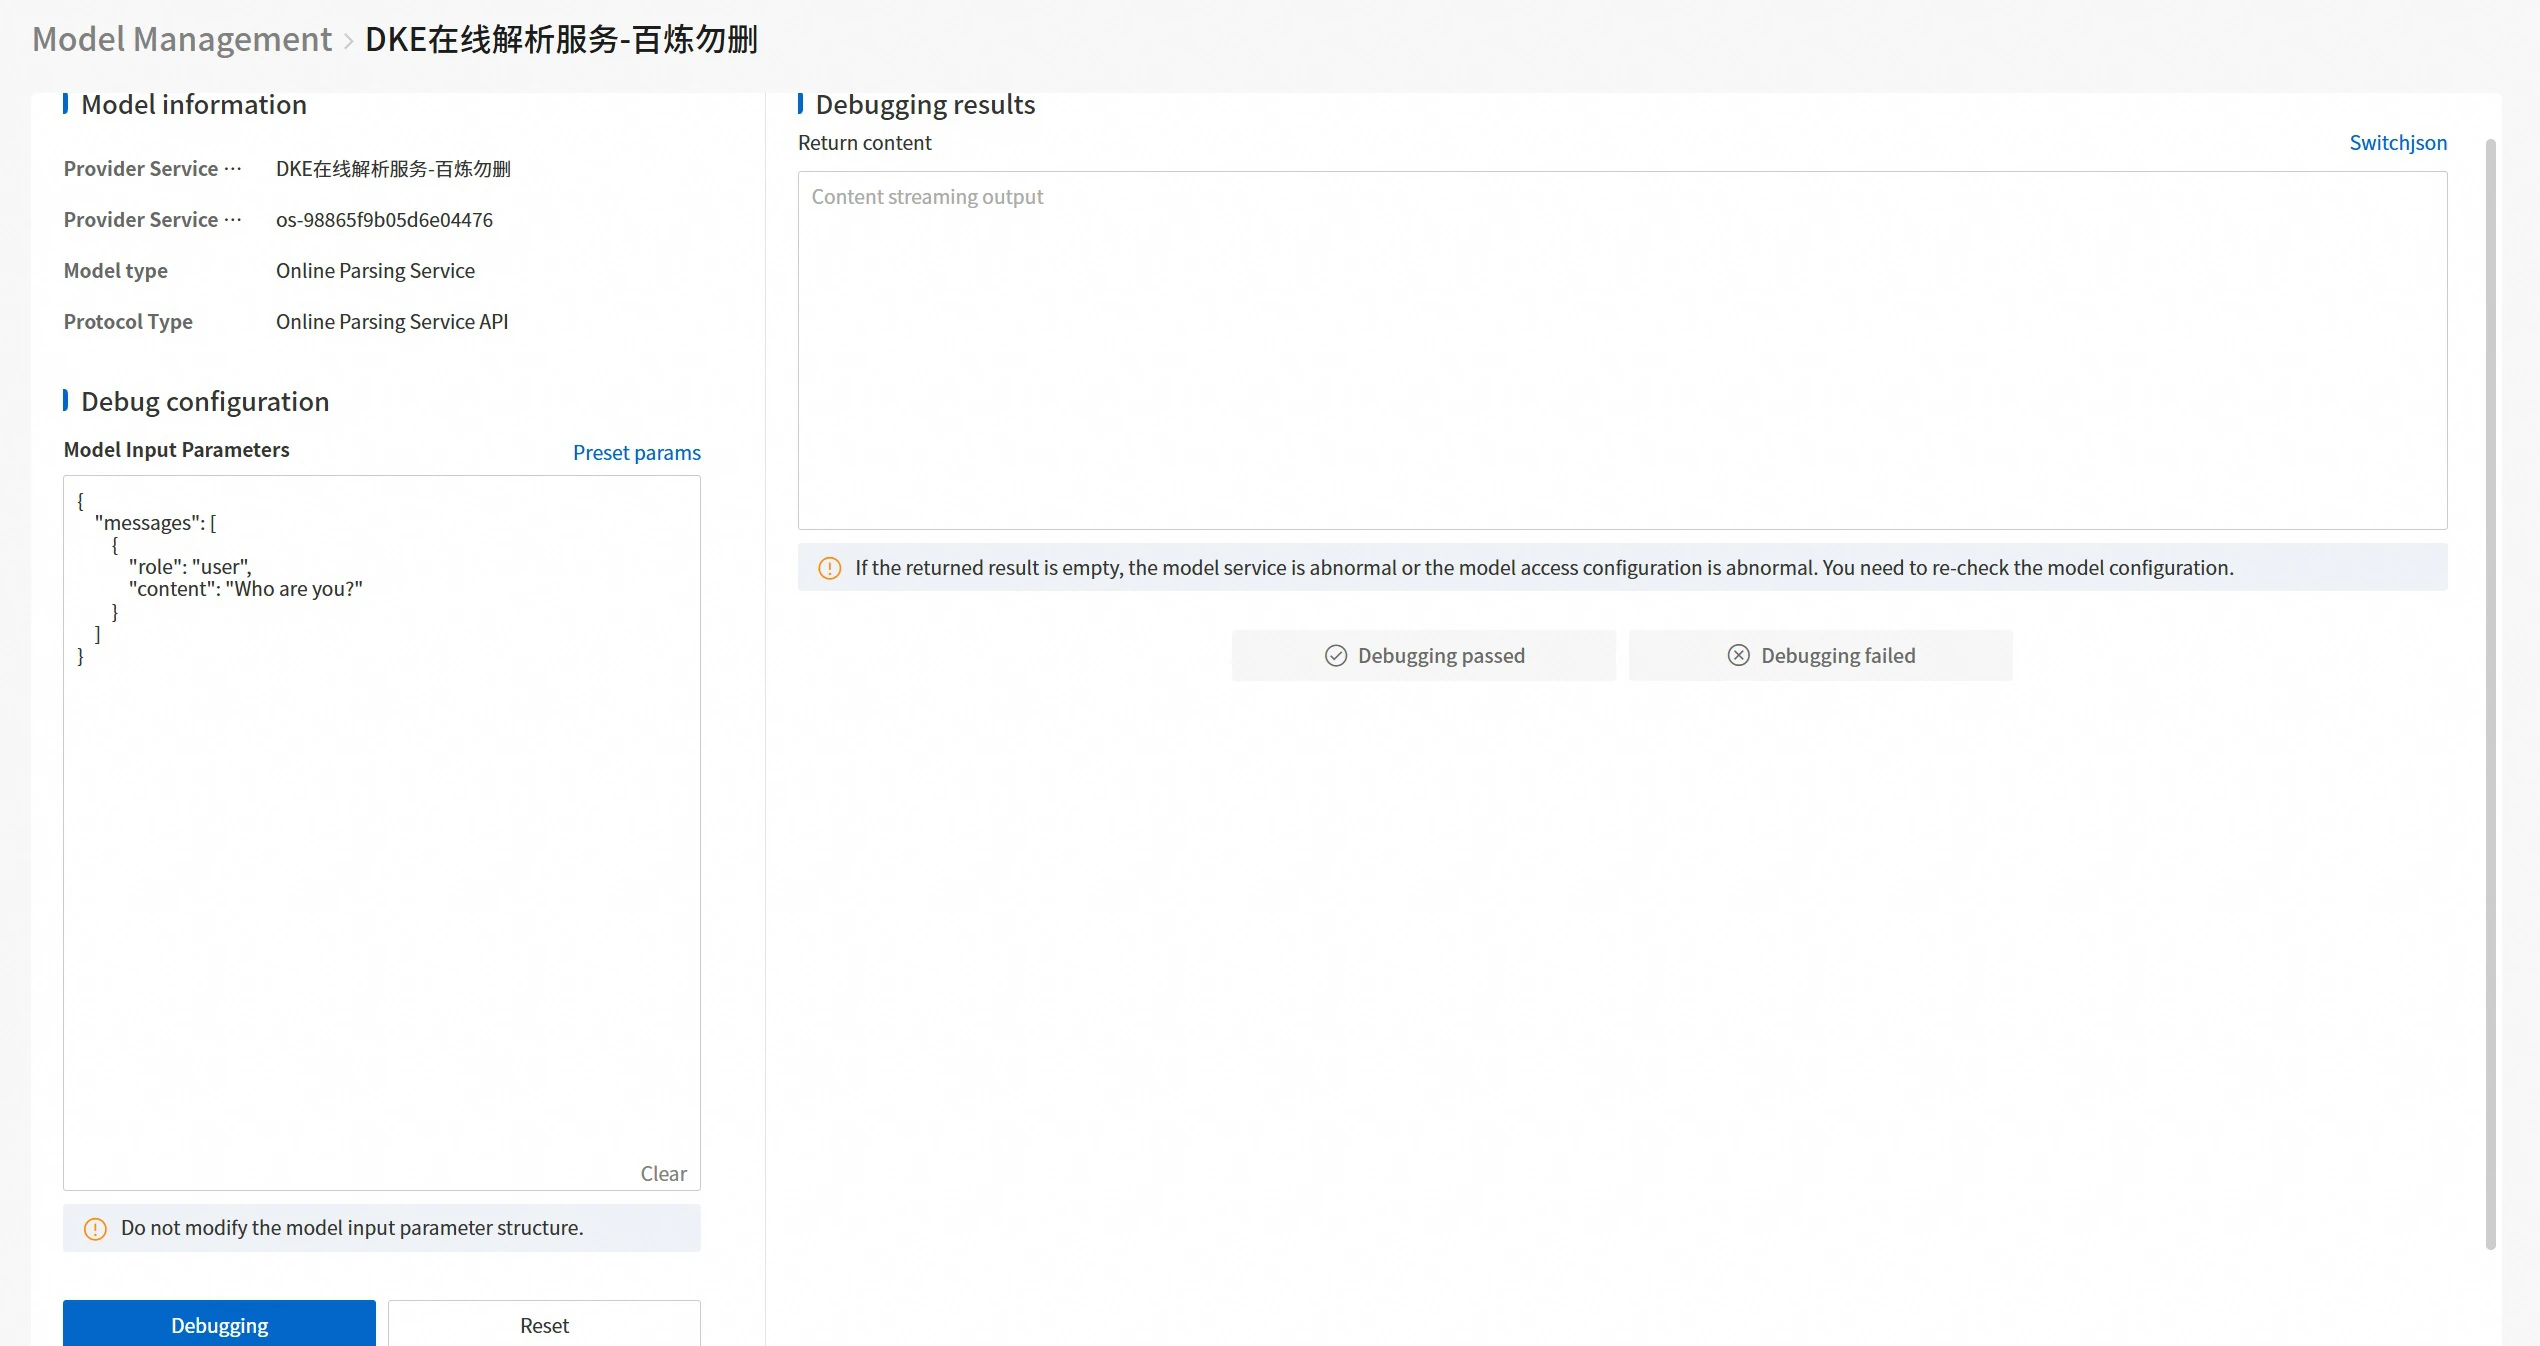 Model Management > DKE在线解析服务-百炼勿删
Model information
Provider Service ··· DKE在线解析服务-百炼勿删
Provider Service ··· os-98865f9b05d6e04476
Model type Online Parsing Service
Protocol Type Online Parsing Service API
Debug configuration
Model Input Parameters Preset params
{
"messages": [
{
"role": "user",
"content": "Who are you?"
}
]
}
Clear
Do not modify the model input parameter structure.
Debugging Reset
Debugging results
Return content Switchjson
Content streaming output
If the returned result is empty, the model service is abnormal or the model access configuration is abnormal. You need to re-check the model configuration.
Debugging passed Debugging failed